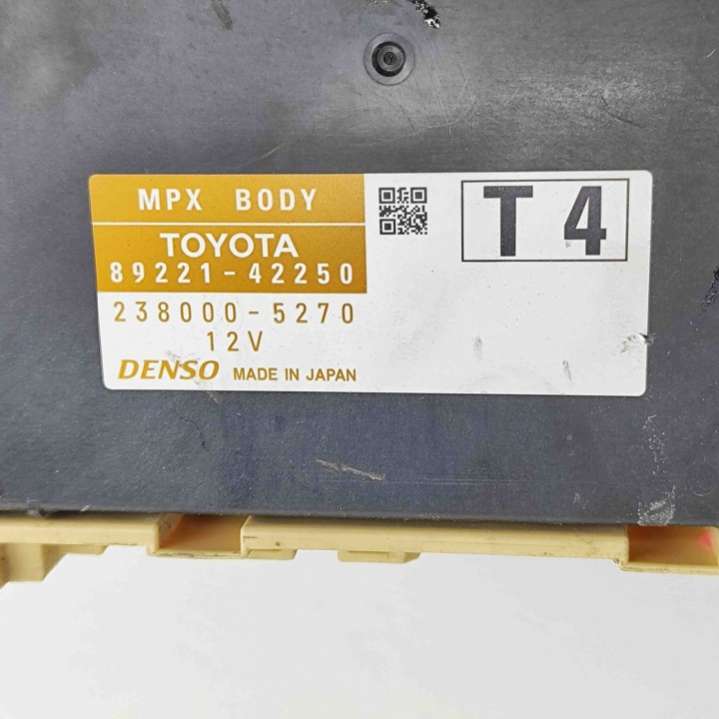 MPX BODY
TOYOTA
89221-42250
238000-5270
12V
DENSO MADE IN JAPAN
T4